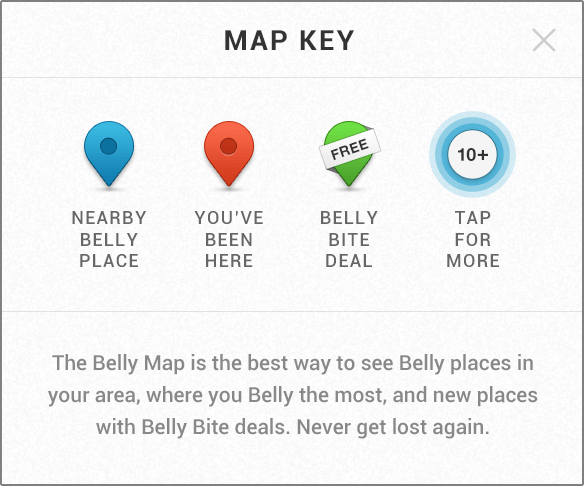 MAP KEY
FREE
10+
NEARBY
BELLY
PLACE
YOU'VE
BEEN
HERE
BELLY
BITE
DEAL
TAP
FOR
MORE
The Belly Map is the best way to see Belly places in
your area, where you Belly the most, and new places
with Belly Bite deals. Never get lost again.